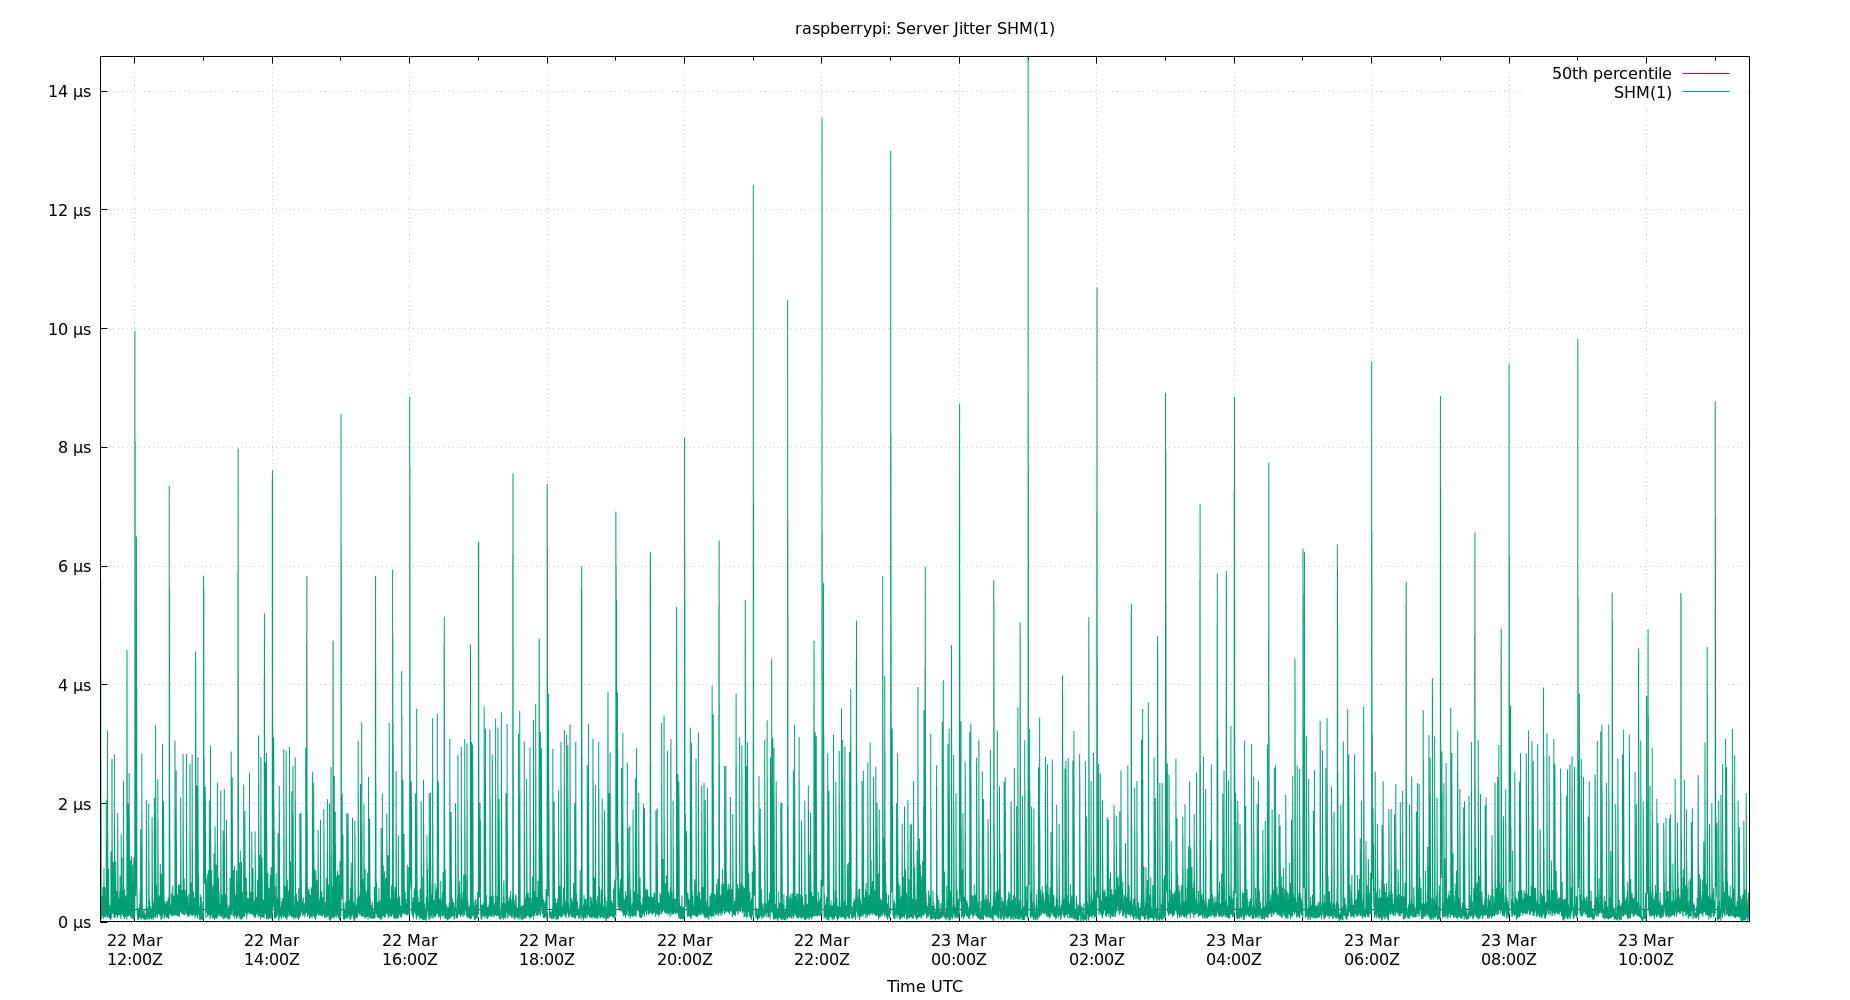 raspberrypi: Server Jitter SHM(1)
50th percentile
SHM(1)
14 µs
12 µs
10 µs
8 µs
6 µs
4 µs
2 µs
0 µs
22 Mar 22 Mar 22 Mar 22 Mar 22 Mar 22 Mar 23 Mar 23 Mar 23 Mar 23 Mar 23 Mar 23 Mar
12:00Z 14:00Z 16:00Z 18:00Z 20:00Z 22:00Z 00:00Z 02:00Z 04:00Z 06:00Z 08:00Z 10:00Z
Time UTC